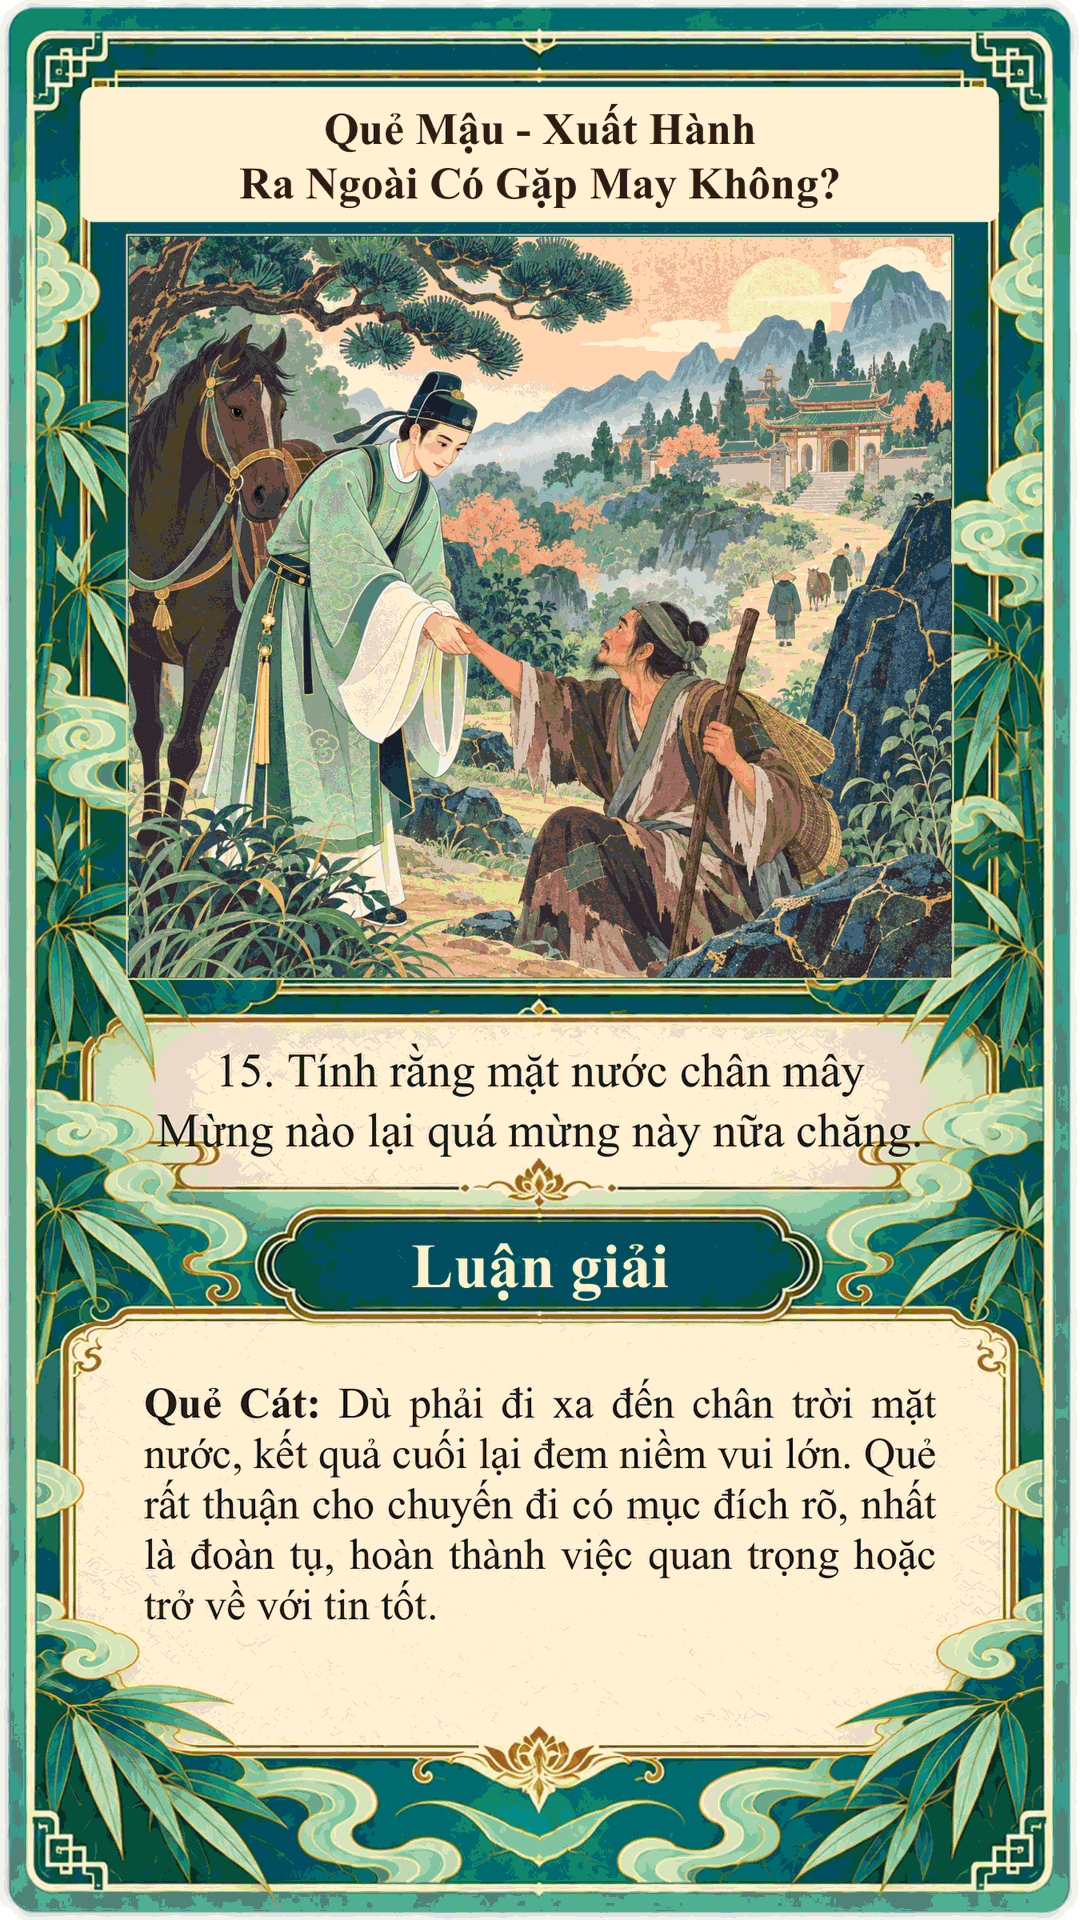 Quẻ Mậu - Xuất Hành
Ra Ngoài Có Gặp May Không?
15. Tính rằng mặt nước chân mây
Mừng nào lại quá mừng này nữa chăng.
Luận giải
Quẻ Cát: Dù phải đi xa đến chân trời mặt
nước, kết quả cuối lại đem niềm vui lớn. Quẻ
rất thuận cho chuyến đi có mục đích rõ, nhất
là đoàn tụ, hoàn thành việc quan trọng hoặc
trở về với tin tốt.